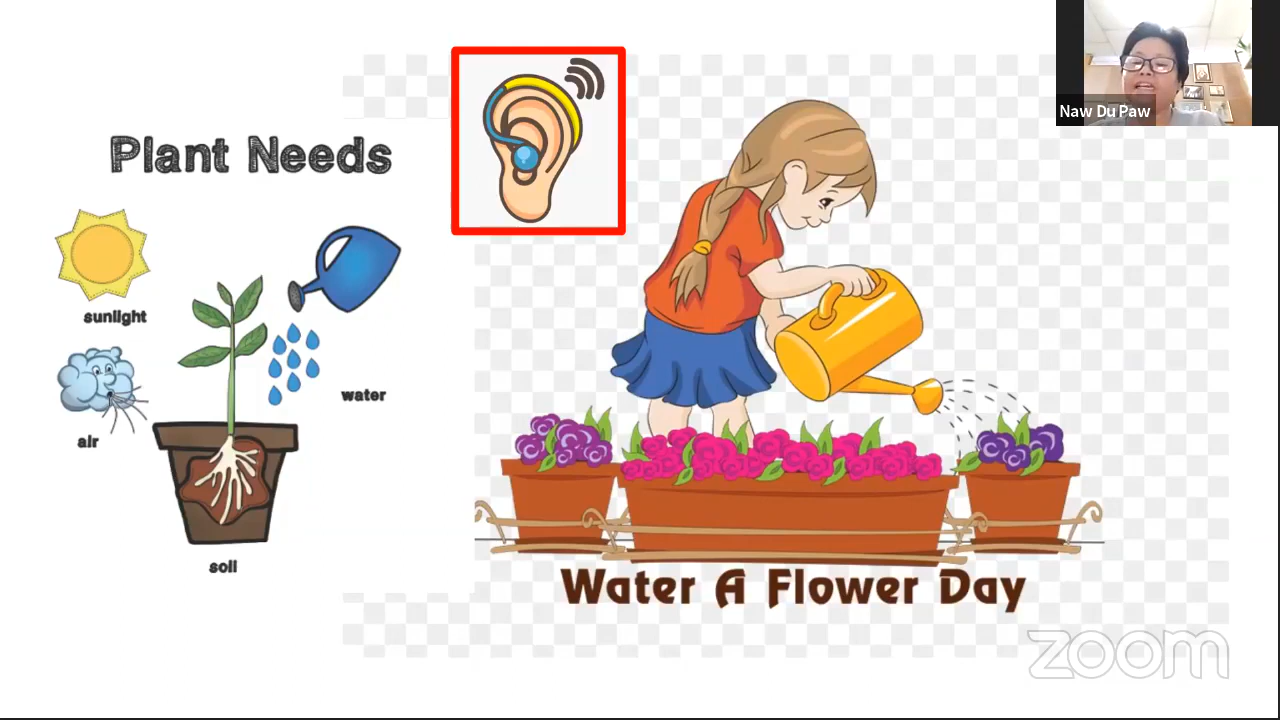 Naw Du Paw
Plant Needs
sunlight
air
water
soil
Water A Flower Day
zoom